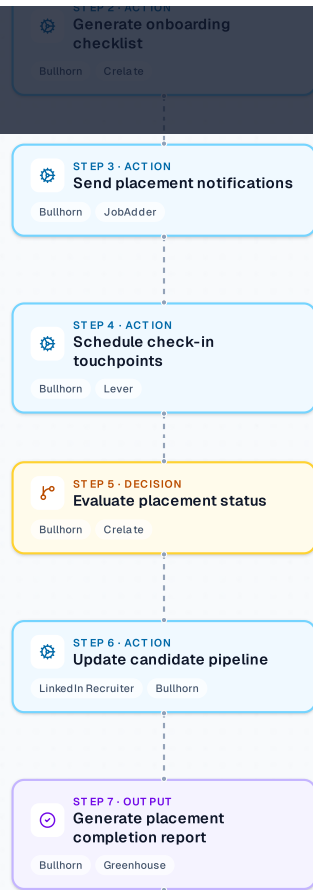 STEP 2 · ACTION
Generate onboarding
checklist
Bullhorn Crelate
STEP 3 · ACTION
Send placement notifications
Bullhorn JobAdder
STEP 4 · ACTION
Schedule check-in
touchpoints
Bullhorn Lever
STEP 5 · DECISION
Evaluate placement status
Bullhorn Crelate
STEP 6 · ACTION
Update candidate pipeline
LinkedIn Recruiter Bullhorn
STEP 7 · OUTPUT
Generate placement
completion report
Bullhorn Greenhouse